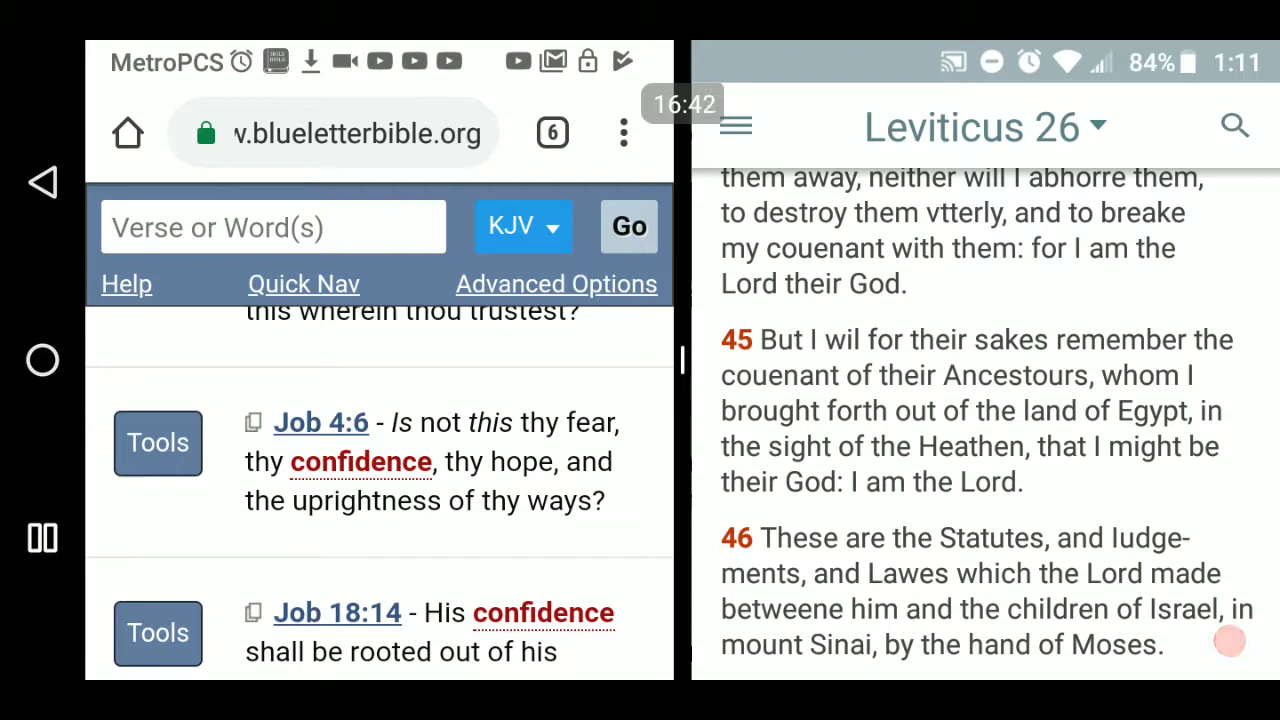 MetroPCS
84% 1:11
16:42
w.blueletterbible.org
6
Verse or Word(s)
KJV
Go
Help
Quick Nav
Advanced Options
this wherein thou trustest?
Tools
Job 4:6 - Is not this thy fear,
thy confidence, thy hope, and
the uprightness of thy ways?
Tools
Job 18:14 - His confidence
shall be rooted out of his
Leviticus 26
them away, neither will I abhorre them,
to destroy them vtterly, and to breake
my couenant with them: for I am the
Lord their God.
45 But I wil for their sakes remember the
couenant of their Ancestours, whom I
brought forth out of the land of Egypt, in
the sight of the Heathen, that I might be
their God: I am the Lord.
46 These are the Statutes, and Iudge-
ments, and Lawes which the Lord made
betweene him and the children of Israel, in
mount Sinai, by the hand of Moses.